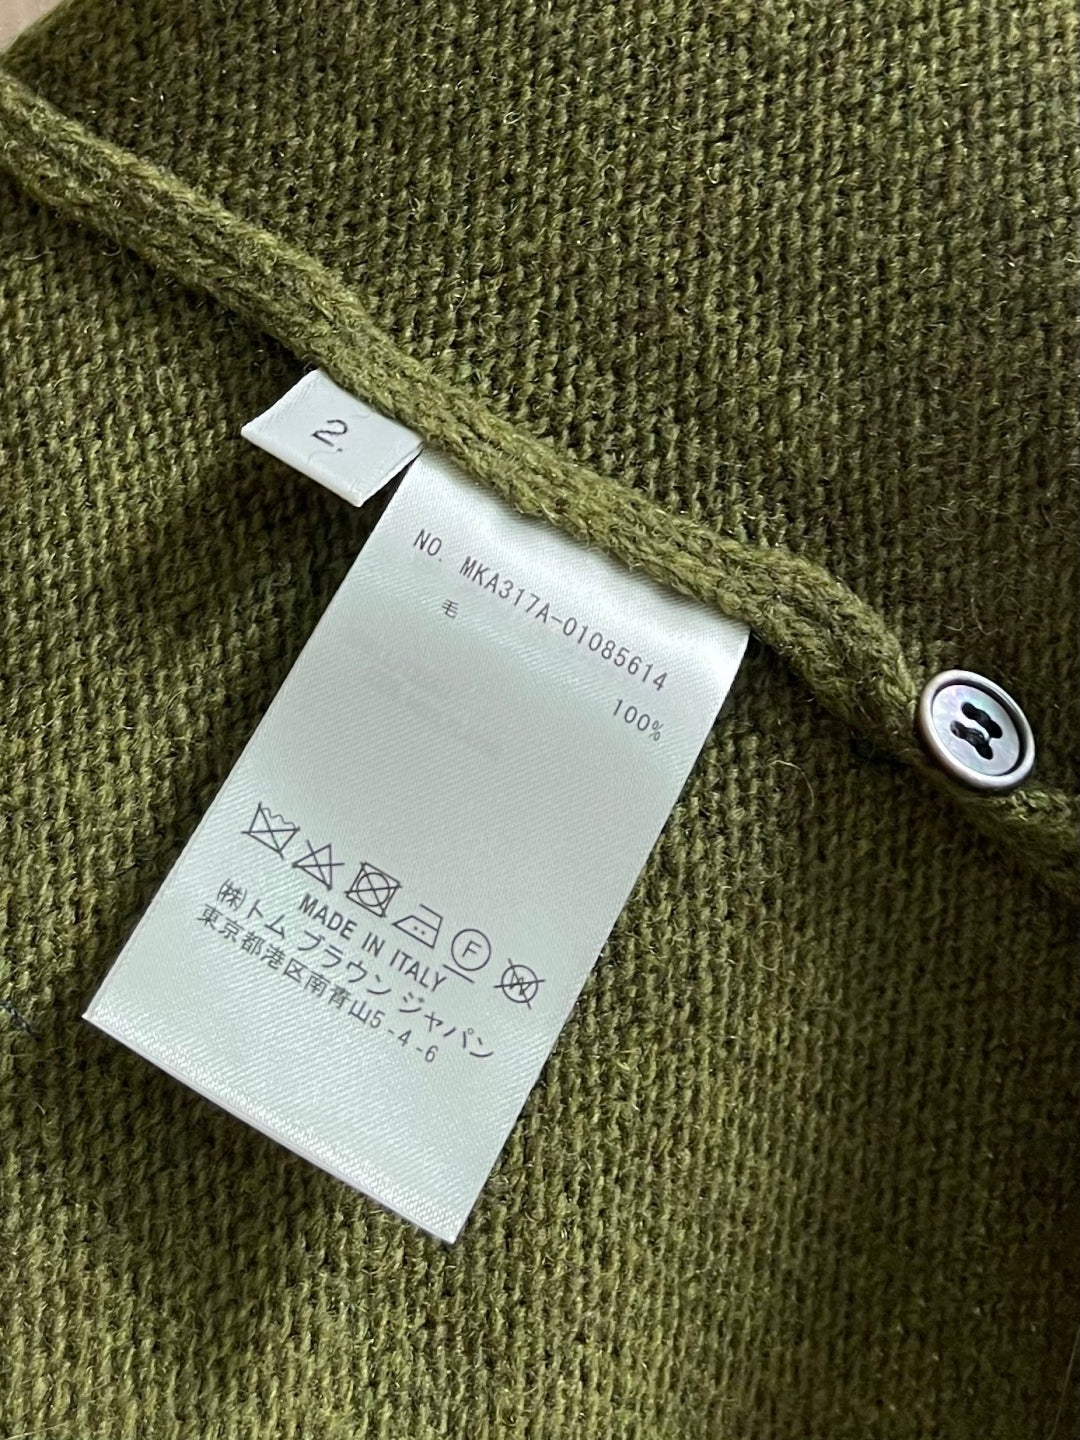 2
NO. MKA317A-01085614
毛 100%
F W
MADE IN ITALY
㈱トム ブラウン ジャパン
東京都港区南青山5-4-6